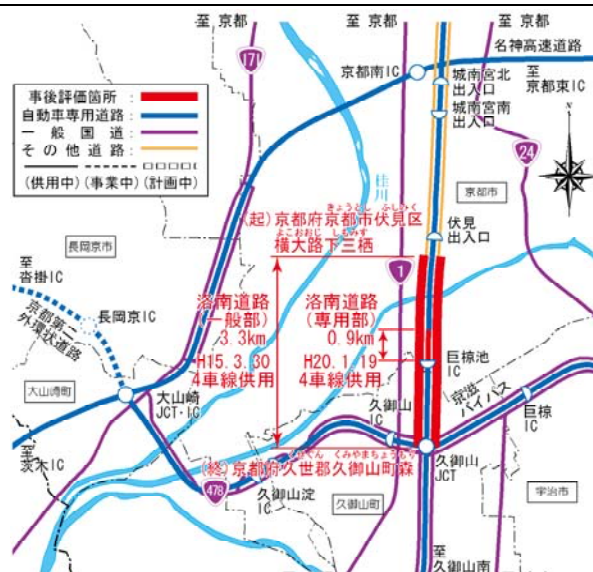 至 京都
至 京都
至 京都
名神高速道路
171
京都南IC
城南宮北
出入口
至
京都東IC
城南宮南
出入口
事後評価箇所：
自動車専用道路：
一般国道：
その他道路：
(供用中)(事業中)(計画中)
24
桂川
京都市
きょうとし ふしみく
(起)京都府京都市伏見区
よこおおじ しもみす
横大路下三栖
伏見
出入口
長岡京市
1
至
沓掛IC
長岡京IC
京都第二
外環状道路
洛南道路
(一般部)
3.3km
H15.3.30
4車線供用
洛南道路
(専用部)
0.9km
H20.1.19
4車線供用
巨椋池
IC
京滋
バイパス
大山崎町
大山崎
JCT・IC
久御山
IC
巨椋
IC
至
茨木IC
くぜぐん くみやまちょうもり
(終)京都府久世郡久御山町森
久御山
JCT
478
久御山淀
IC
久御山町
宇治市
至
久御山南